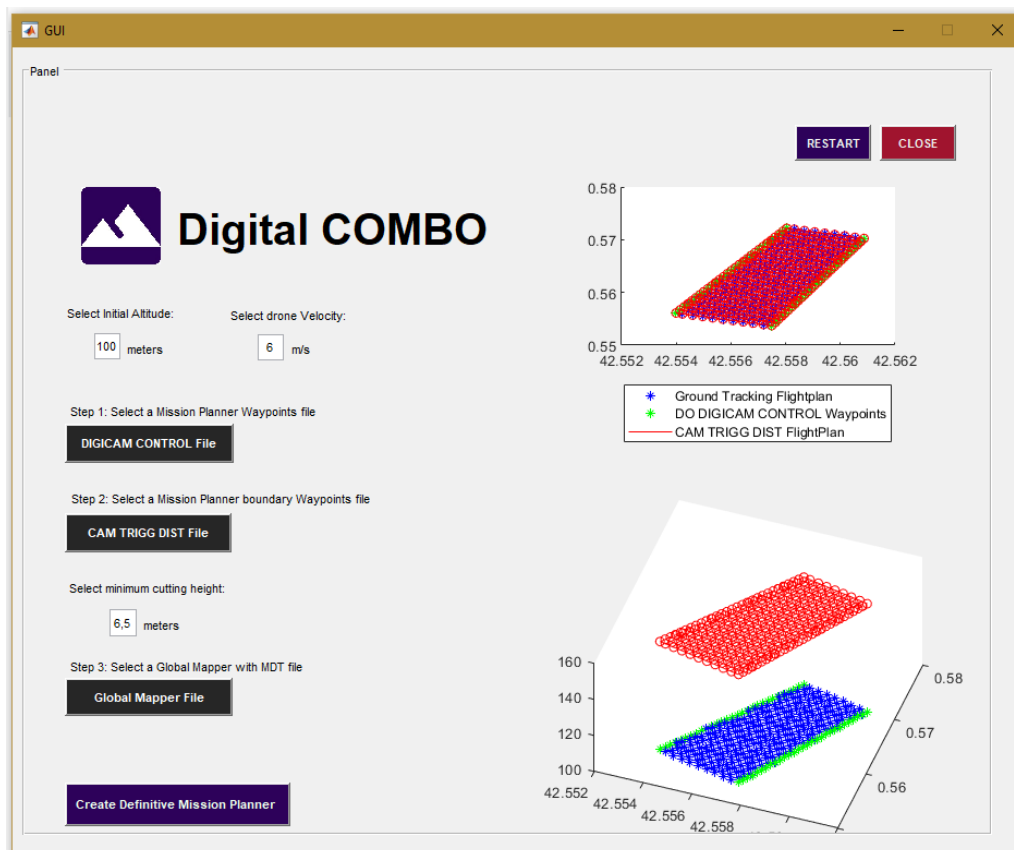 GUI
Panel
RESTART
CLOSE
Digital COMBO
Select Initial Altitude:
100 meters
Select drone Velocity:
6 m/s
Step 1: Select a Mission Planner Waypoints file
DIGICAM CONTROL File
Step 2: Select a Mission Planner boundary Waypoints file
CAM TRIGG DIST File
Select minimum cutting height:
6,5 meters
Step 3: Select a Global Mapper with MDT file
Global Mapper File
Create Definitive Mission Planner
0.58
0.57
0.56
0.55
42.552 42.554 42.556 42.558 42.56 42.562
Ground Tracking Flightplan
DO DIGICAM CONTROL Waypoints
CAM TRIGG DIST FlightPlan
160
140
120
100
42.552
42.554
42.556
42.558
0.58
0.57
0.56